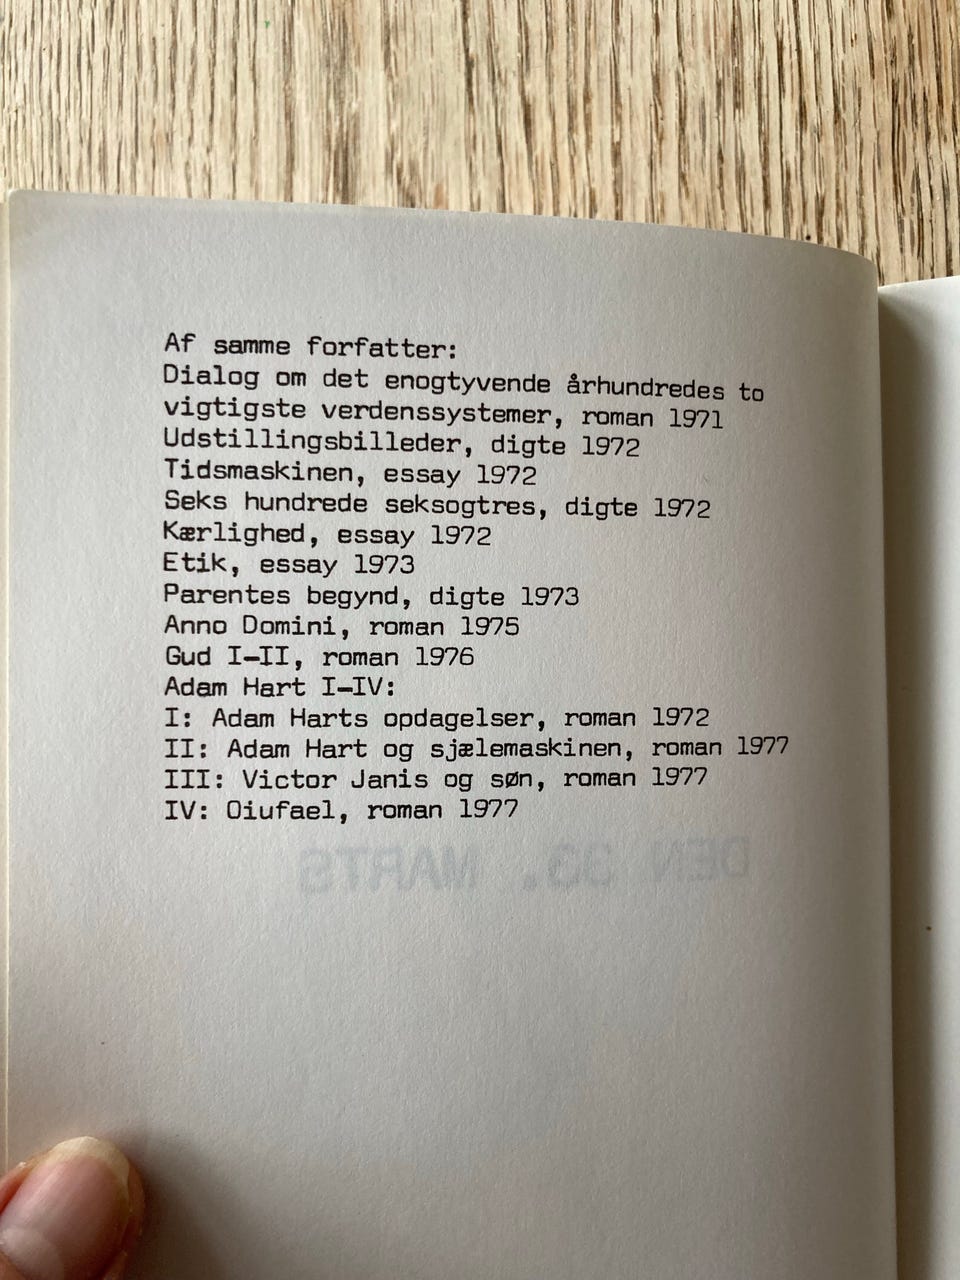 Af samme forfatter:
Dialog om det enogtyvende århundredes to
vigtigste verdenssystemer, roman 1971
Udstillingsbilleder, digte 1972
Tidsmaskinen, essay 1972
Seks hundrede seksogtres, digte 1972
Kærlighed, essay 1972
Etik, essay 1973
Parentes begynd, digte 1973
Anno Domini, roman 1975
Gud I-II, roman 1976
Adam Hart I-IV:
I: Adam Harts opdagelser, roman 1972
II: Adam Hart og sjælemaskinen, roman 1977
III: Victor Janis og søn, roman 1977
IV: Oiufael, roman 1977
DEN 33. MARTS